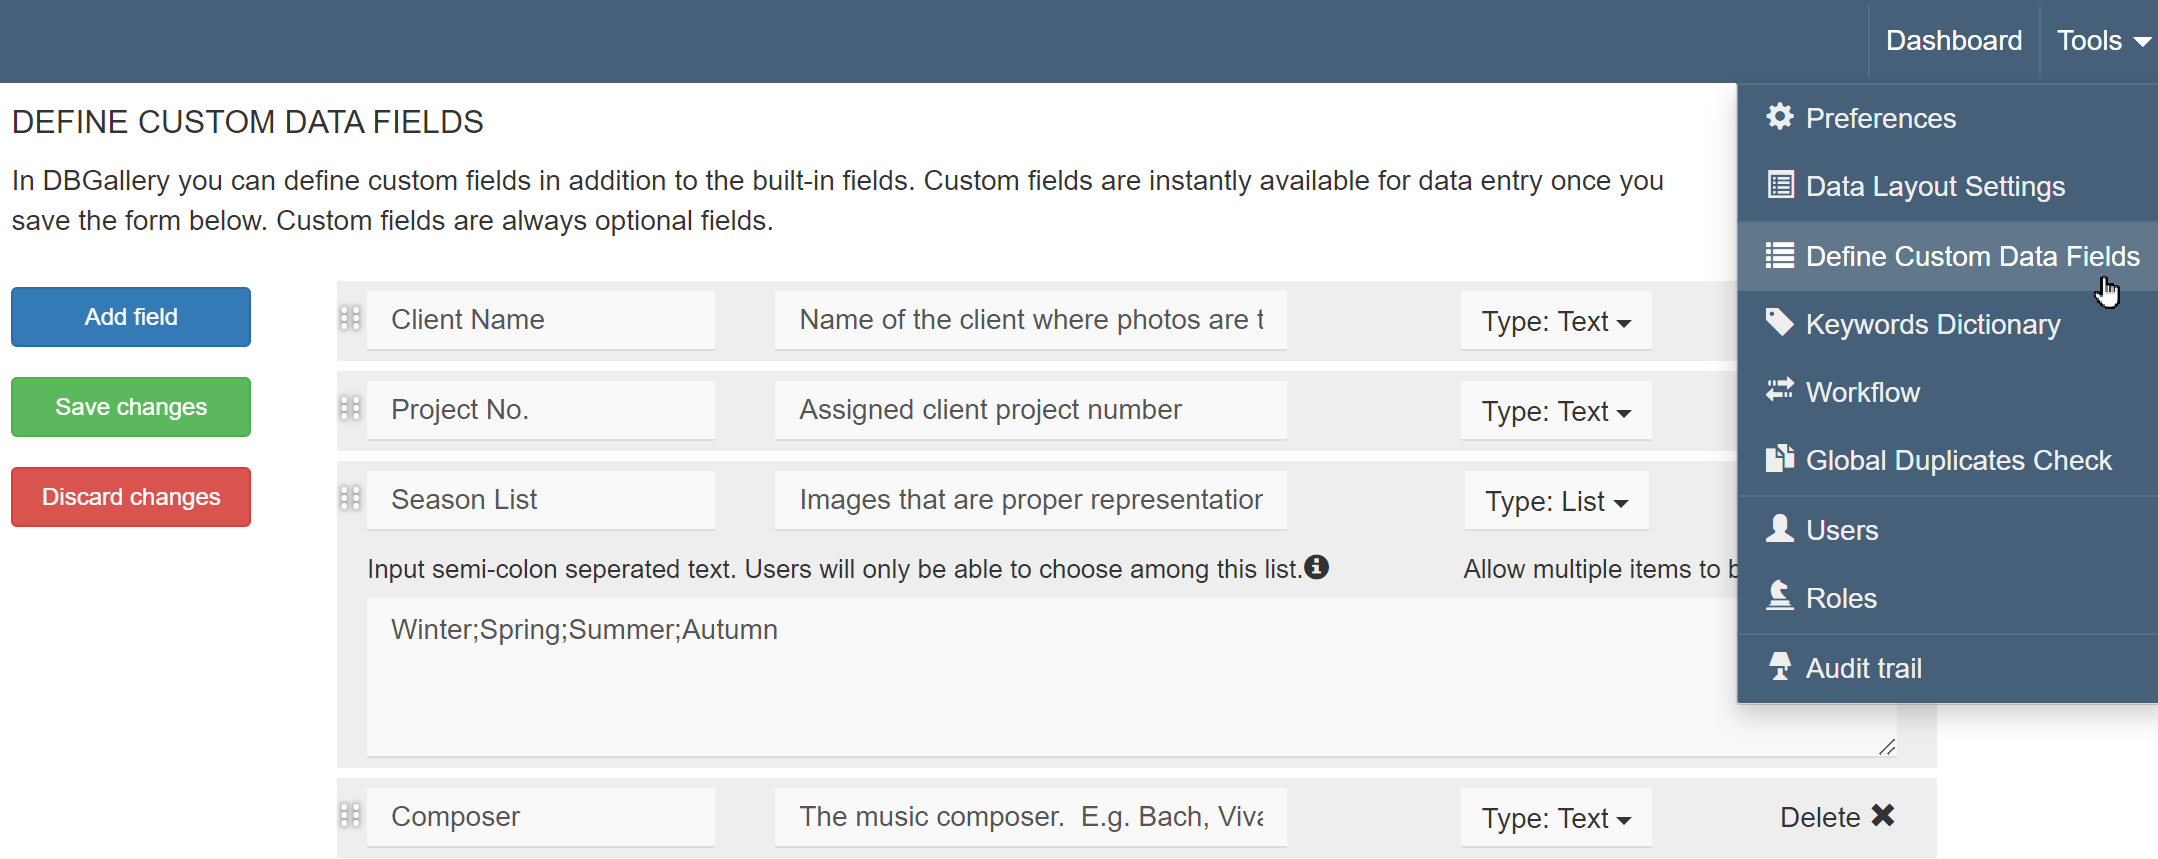 Dashboard
Tools
DEFINE CUSTOM DATA FIELDS
In DBGallery you can define custom fields in addition to the built-in fields. Custom fields are instantly available for data entry once you
save the form below. Custom fields are always optional fields.
Add field
Save changes
Discard changes
Client Name
Name of the client where photos are t
Type: Text
Project No.
Assigned client project number
Type: Text
Season List
Images that are proper representation
Type: List
Input semi-colon seperated text. Users will only be able to choose among this list.
Allow multiple items to b
Winter;Spring;Summer;Autumn
Composer
The music composer.  E.g. Bach, Viva
Type: Text
Delete
Preferences
Data Layout Settings
Define Custom Data Fields
Keywords Dictionary
Workflow
Global Duplicates Check
Users
Roles
Audit trail